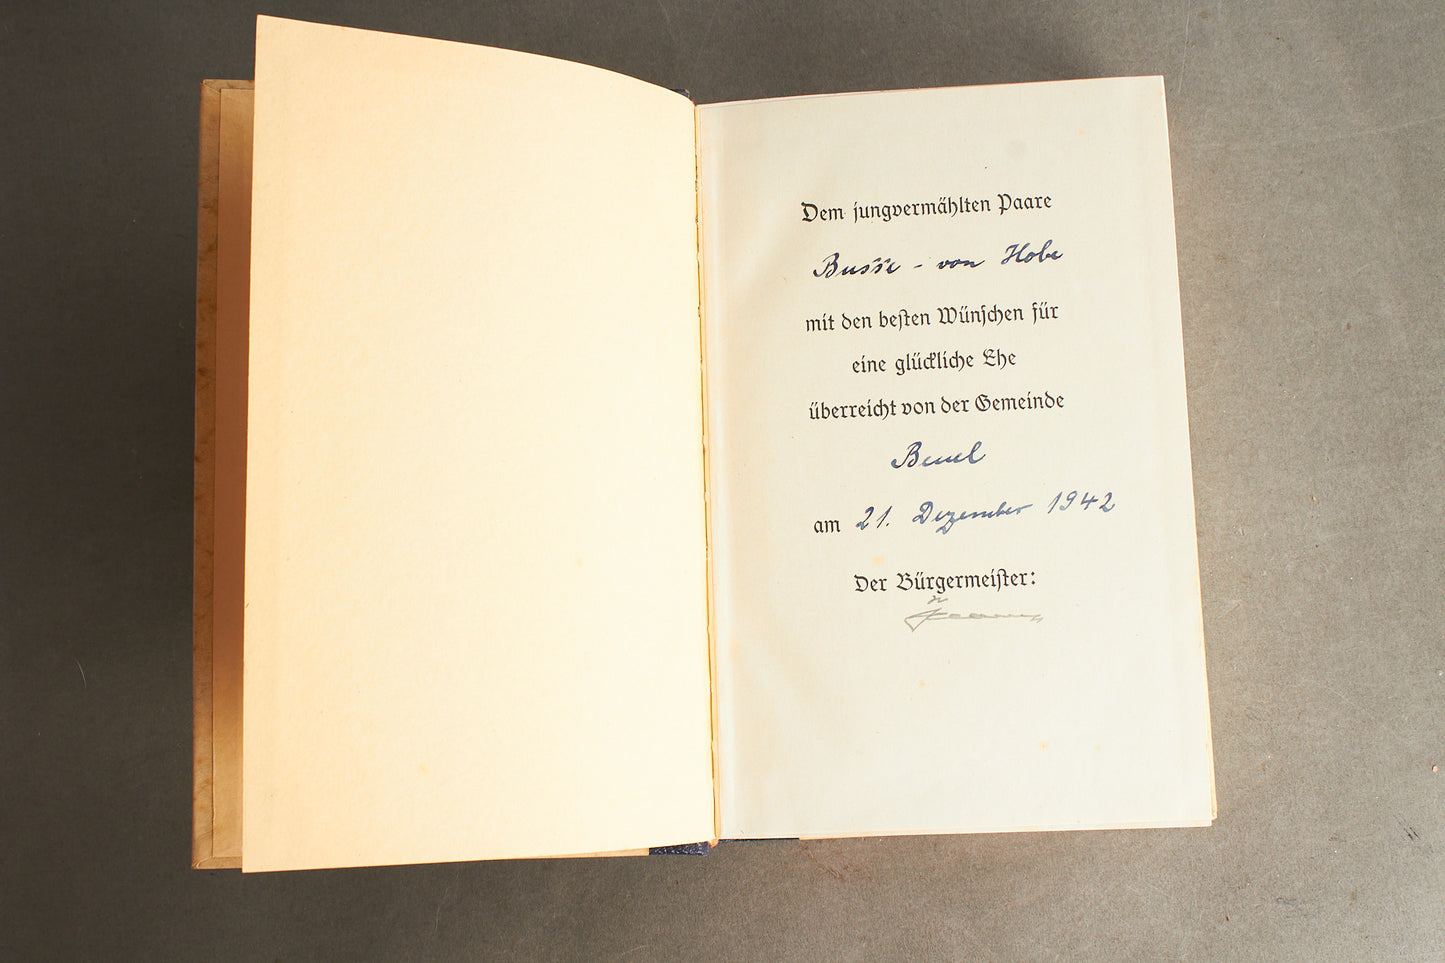 Dem jungvermählten Paare
Busse - von Hobe
mit den besten Wünschen für
eine glückliche Ehe
überreicht von der Gemeinde
Beuel
am 21. Dezember 1942
Der Bürgermeister: